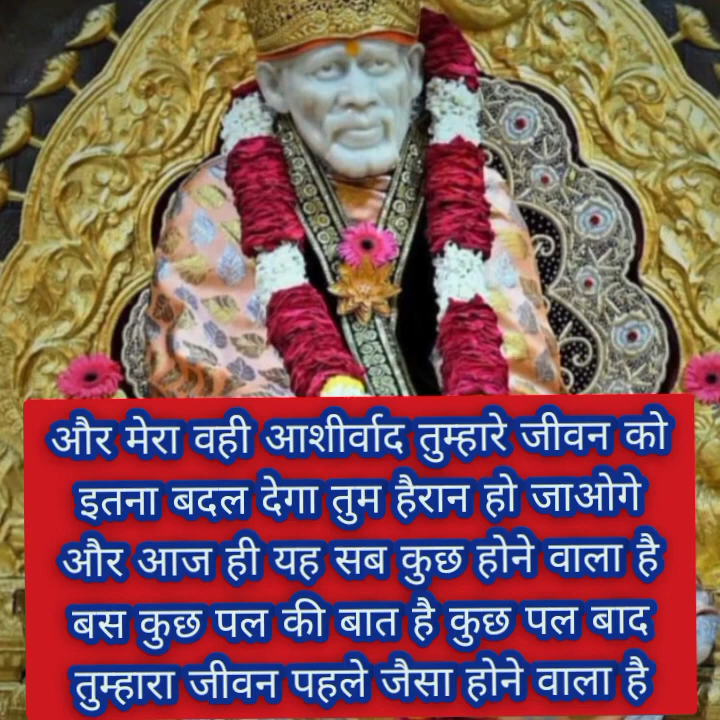 और मेरा वही आशीर्वाद तुम्हारे जीवन को
इतना बदल देगा तुम हैरान हो जाओगे
और आज ही यह सब कुछ होने वाला है
बस कुछ पल की बात है कुछ पल बाद
तुम्हारा जीवन पहले जैसा होने वाला है